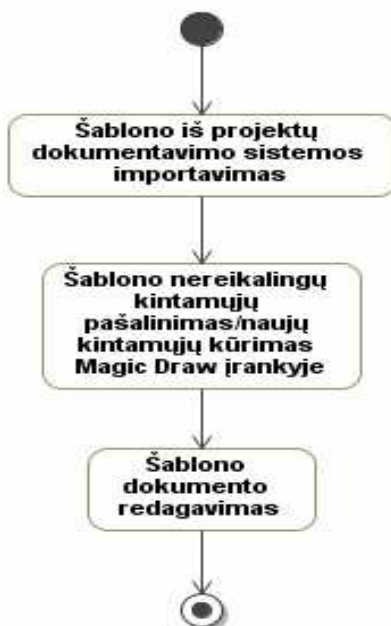 Šablono iš projektų
dokumentavimo sistemos
importavimas
Šablono nereikalingų
kintamųjų
pašalinimas/naujų
kintamųjų kūrimas
Magic Draw įrankyje
Šablono
dokumento
redagavimas